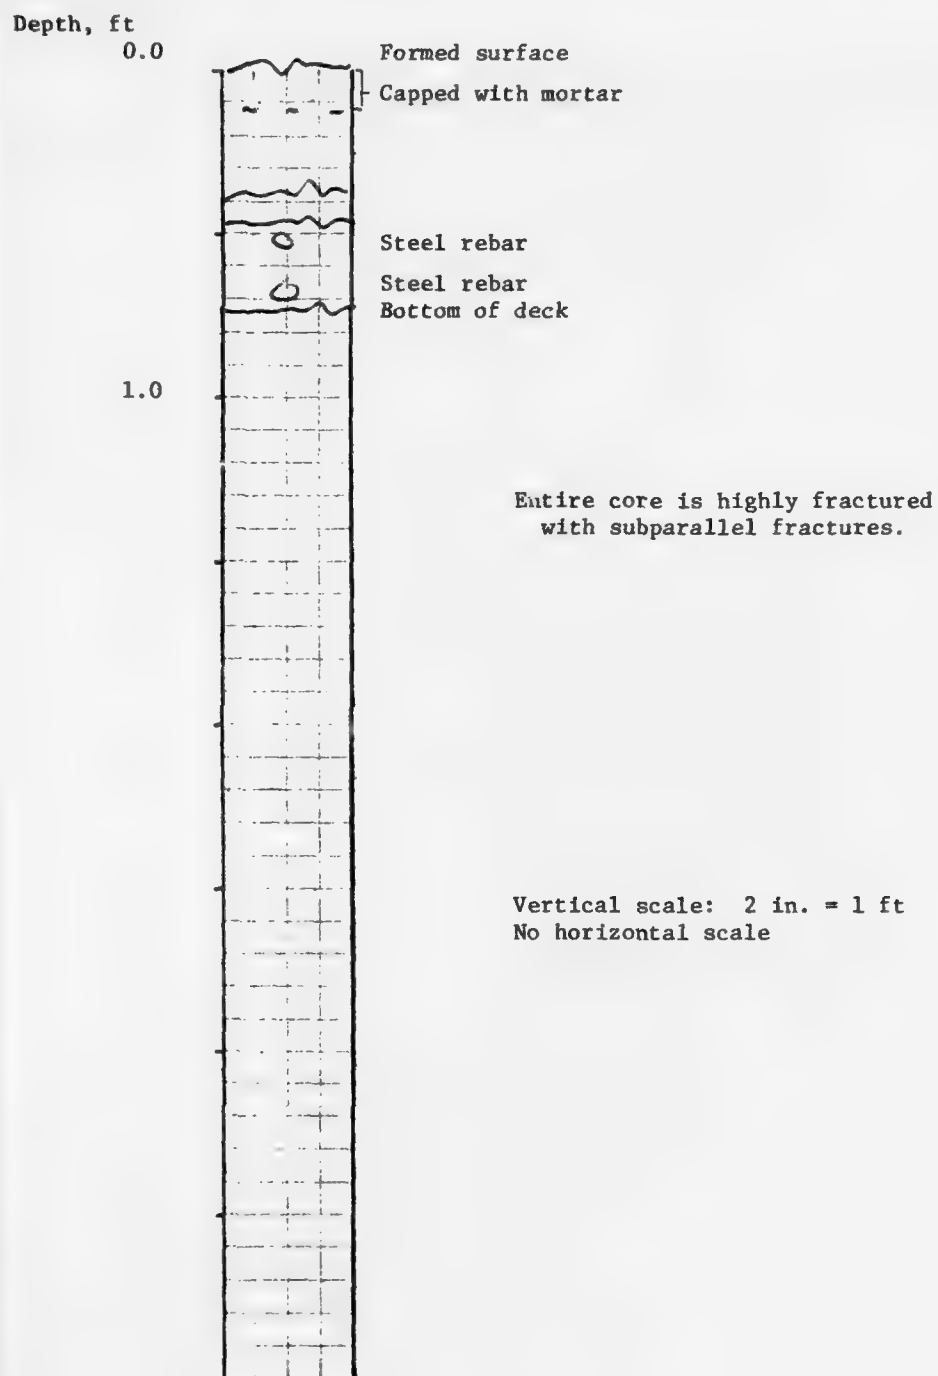 Depth, ft
0.0
Formed surface
Capped with mortar
Steel rebar
Steel rebar
Bottom of deck
1.0
Entire core is highly fractured
with subparallel fractures.
Vertical scale: 2 in. = 1 ft
No horizontal scale